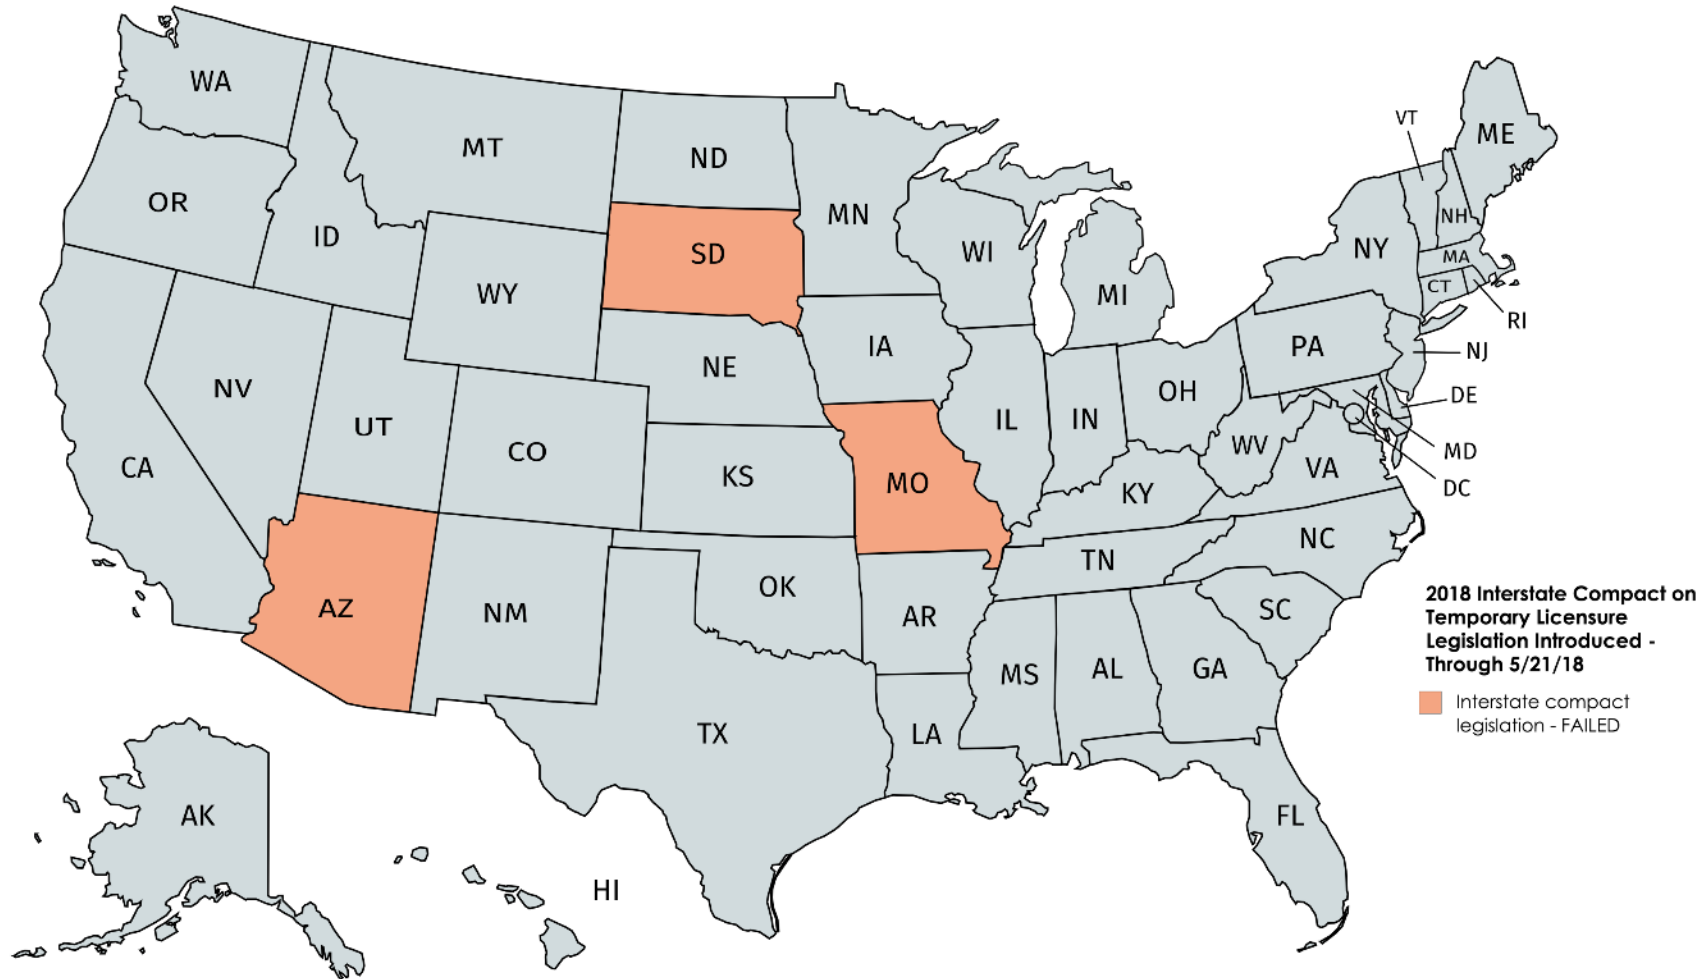 WA
MT
ND
MN
OR
ID
SD
WI
MI
WY
VT
ME
NH
NY
MA
CT
RI
NV
UT
CO
NE
IA
IL
IN
OH
PA
NJ
DE
CA
KS
MO
KY
WV
VA
MD
DC
AZ
NM
OK
AR
TN
NC
SC
TX
LA
MS
AL
GA
FL
AK
HI
2018 Interstate Compact on
Temporary Licensure
Legislation Introduced -
Through 5/21/18
Interstate compact
legislation - FAILED